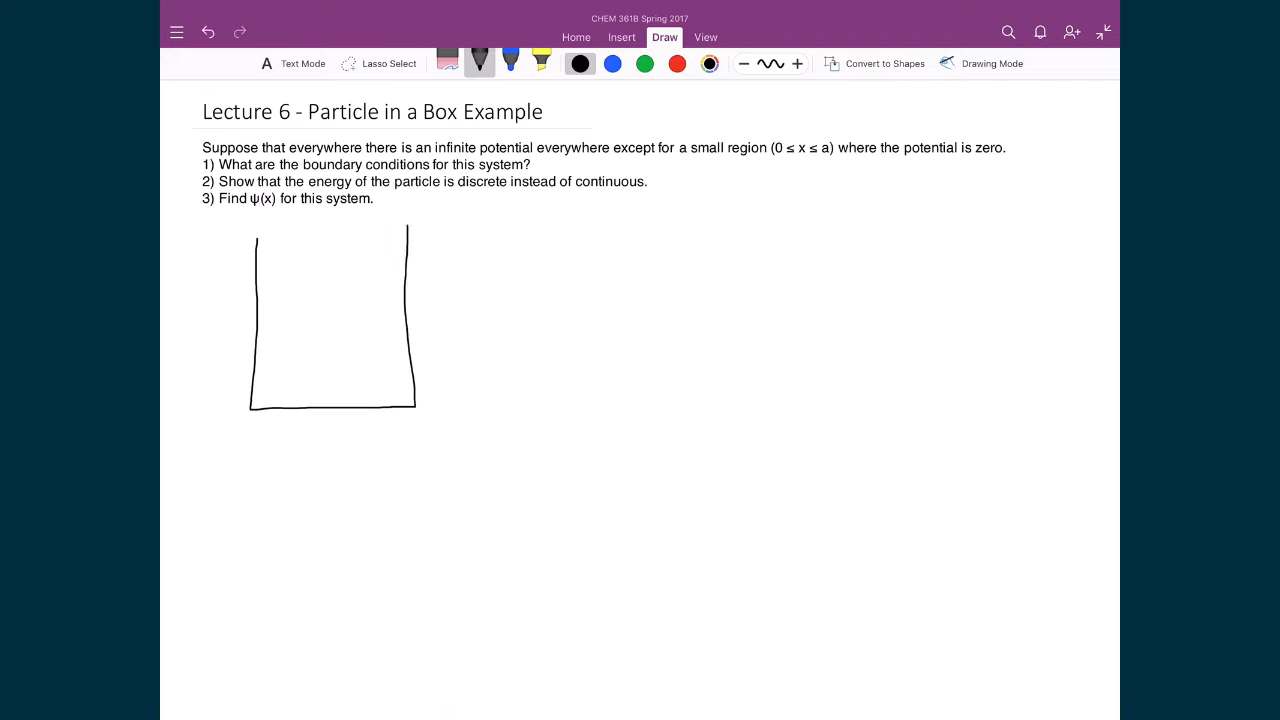 CHEM 361B Spring 2017
Home Insert Draw View
A Text Mode Lasso Select Convert to Shapes Drawing Mode
Lecture 6 - Particle in a Box Example
Suppose that everywhere there is an infinite potential everywhere except for a small region (0 ≤ x ≤ a) where the potential is zero.
1) What are the boundary conditions for this system?
2) Show that the energy of the particle is discrete instead of continuous.
3) Find ψ(x) for this system.